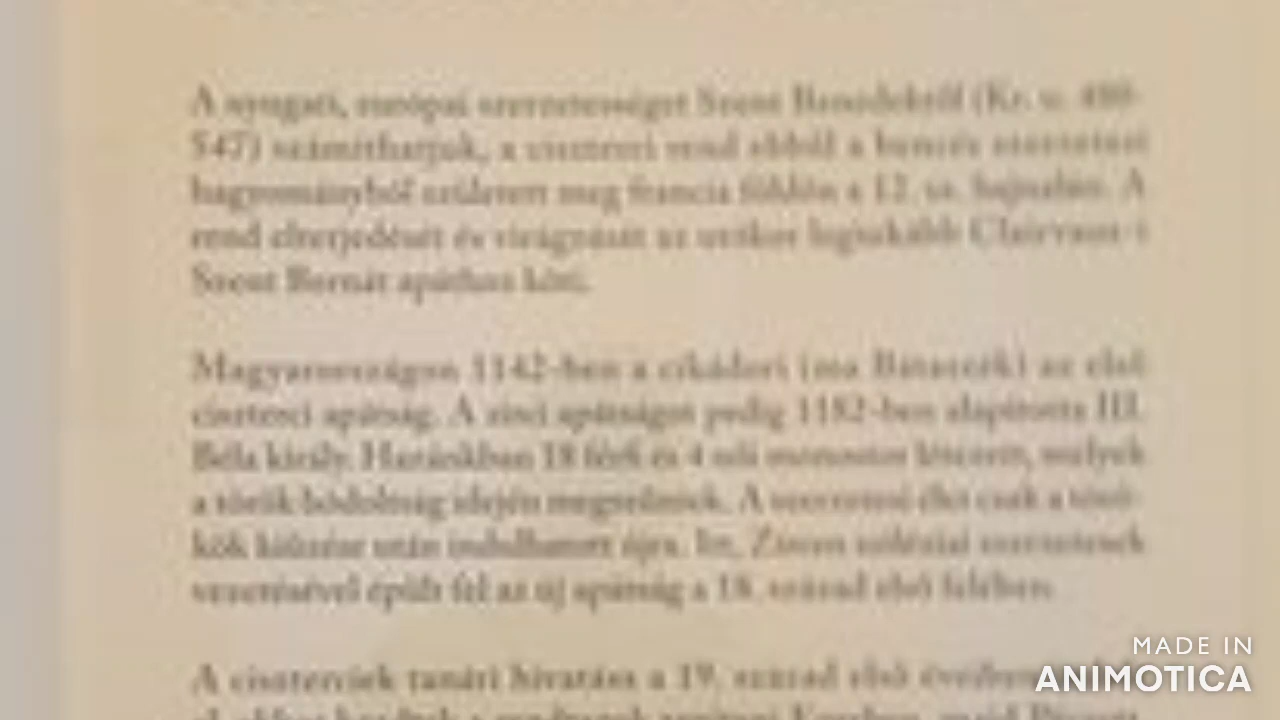 A nyugati, európai szerzetességet Szent Benedektől (Kr. u. 480-
547) számíthatjuk, a ciszterci rend ebből a bencés szerzetesi
hagyományból született meg francia földön a 12. sz. hajnalán. A
rend elterjedését és virágzását az utókor leginkább Clairvaux-i
Szent Bernát apáthoz köti.
Magyarországon 1142-ben a cikádori (ma Bátaszék) az első
ciszterci apátság. A zirci apátságot pedig 1182-ben alapította III.
Béla király. Hazánkban 18 férfi és 4 női monostor létezett, melyek
a török hódoltság idején megszűntek. A szerzetesi élet csak a törö-
kök kiűzése után indulhatott újra. Itt, Zircen sziléziai szerzetesek
vezetésével épült fel az új apátság a 18. század első felében.
A ciszterciek tanári hivatása a 19. század első éveiben
MADE IN
ANIMOTICA